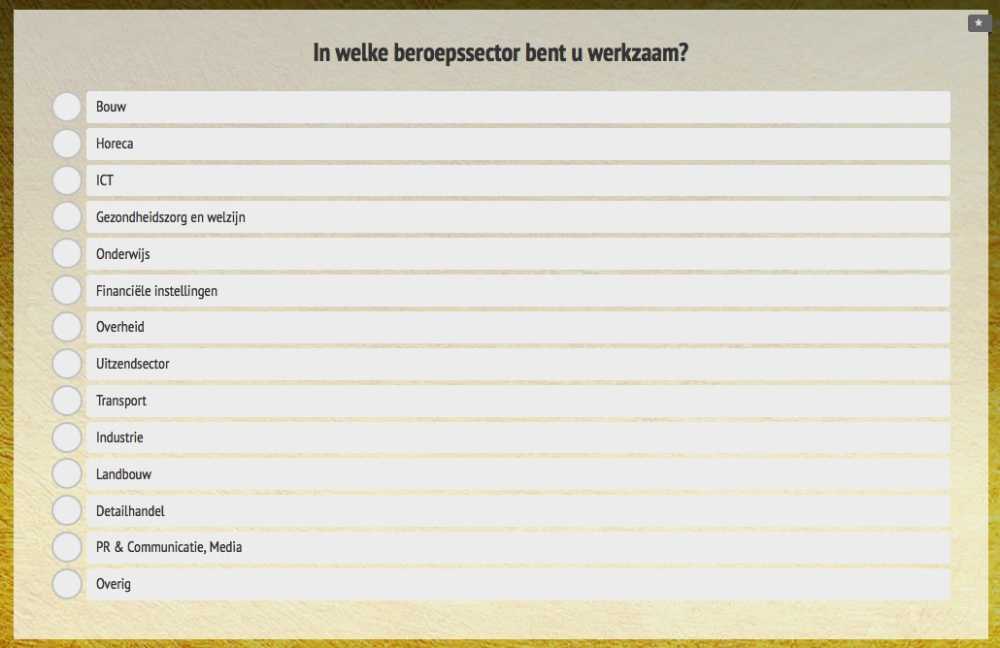 In welke beroepssector bent u werkzaam?
Bouw
Horeca
ICT
Gezondheidszorg en welzijn
Onderwijs
Financiële instellingen
Overheid
Uitzendsector
Transport
Industrie
Landbouw
Detailhandel
PR & Communicatie, Media
Overig